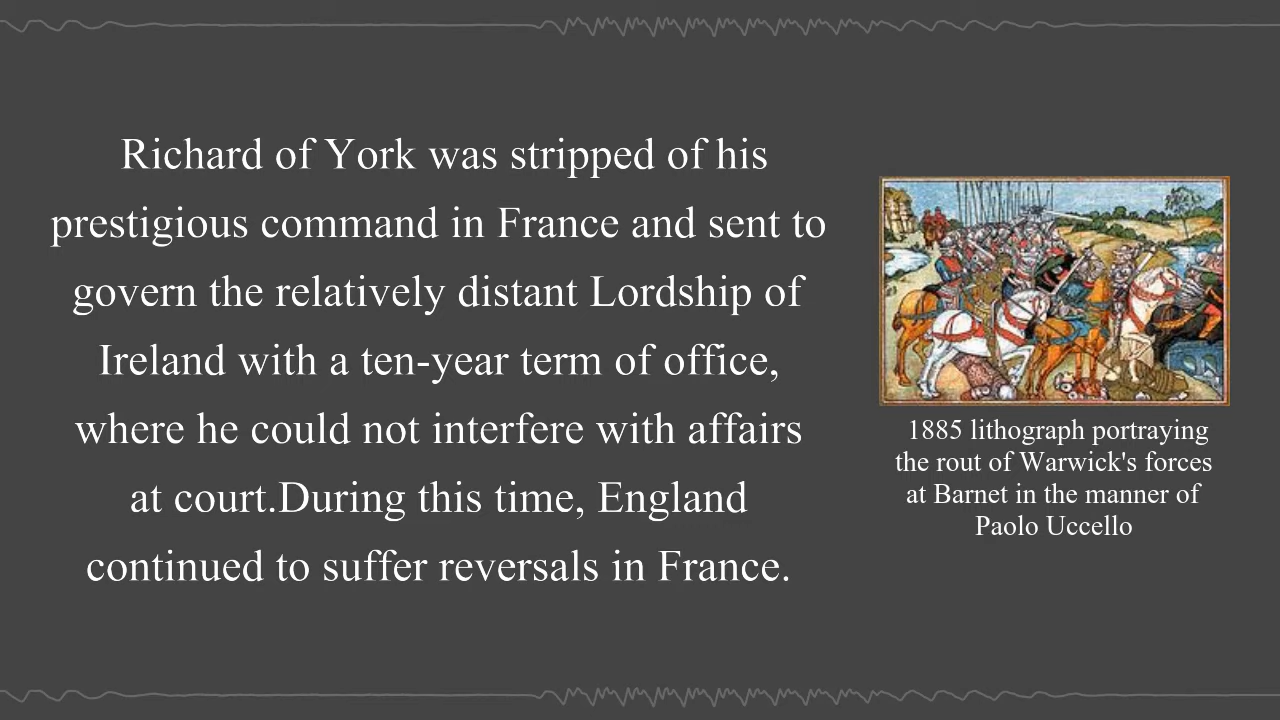 Richard of York was stripped of his
prestigious command in France and sent to
govern the relatively distant Lordship of
Ireland with a ten-year term of office,
where he could not interfere with affairs
at court.During this time, England
continued to suffer reversals in France.
1885 lithograph portraying
the rout of Warwick's forces
at Barnet in the manner of
Paolo Uccello